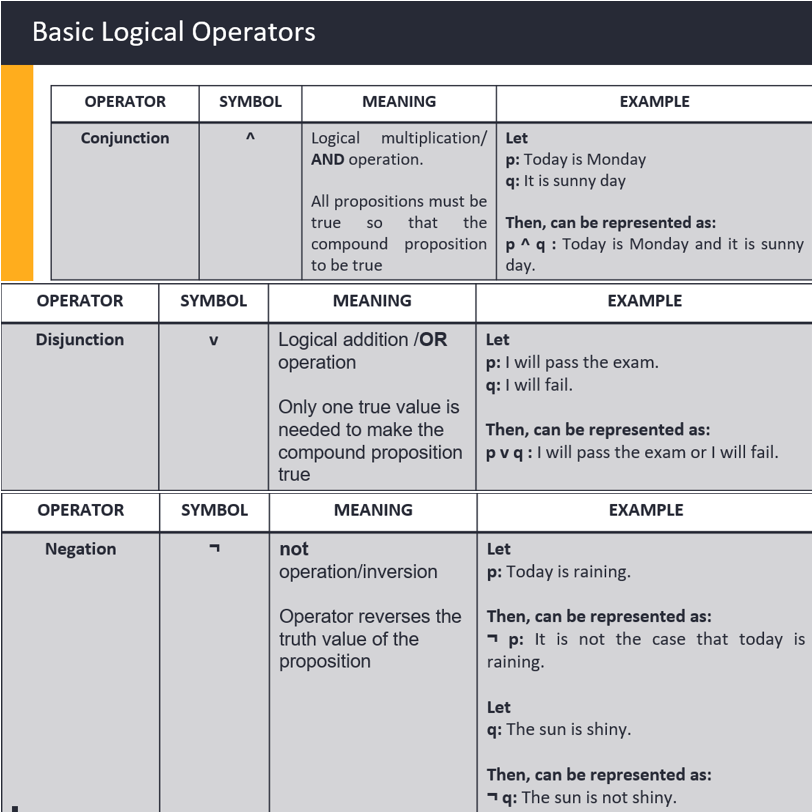 Basic Logical Operators
OPERATOR SYMBOL MEANING EXAMPLE
Conjunction ^ Logical multiplication/ Let
AND operation. p: Today is Monday
q: It is sunny day
All propositions must be
true so that the Then, can be represented as:
compound proposition p ^ q : Today is Monday and it is sunny
to be true day.
OPERATOR SYMBOL MEANING EXAMPLE
Disjunction v Logical addition /OR Let
operation p: I will pass the exam.
q: I will fail.
Only one true value is
needed to make the Then, can be represented as:
compound proposition p v q : I will pass the exam or I will fail.
true
OPERATOR SYMBOL MEANING EXAMPLE
Negation ¬ not Let
operation/inversion p: Today is raining.
Operator reverses the Then, can be represented as:
truth value of the ¬ p: It is not the case that today is
proposition raining.
Let
q: The sun is shiny.
Then, can be represented as:
¬ q: The sun is not shiny.